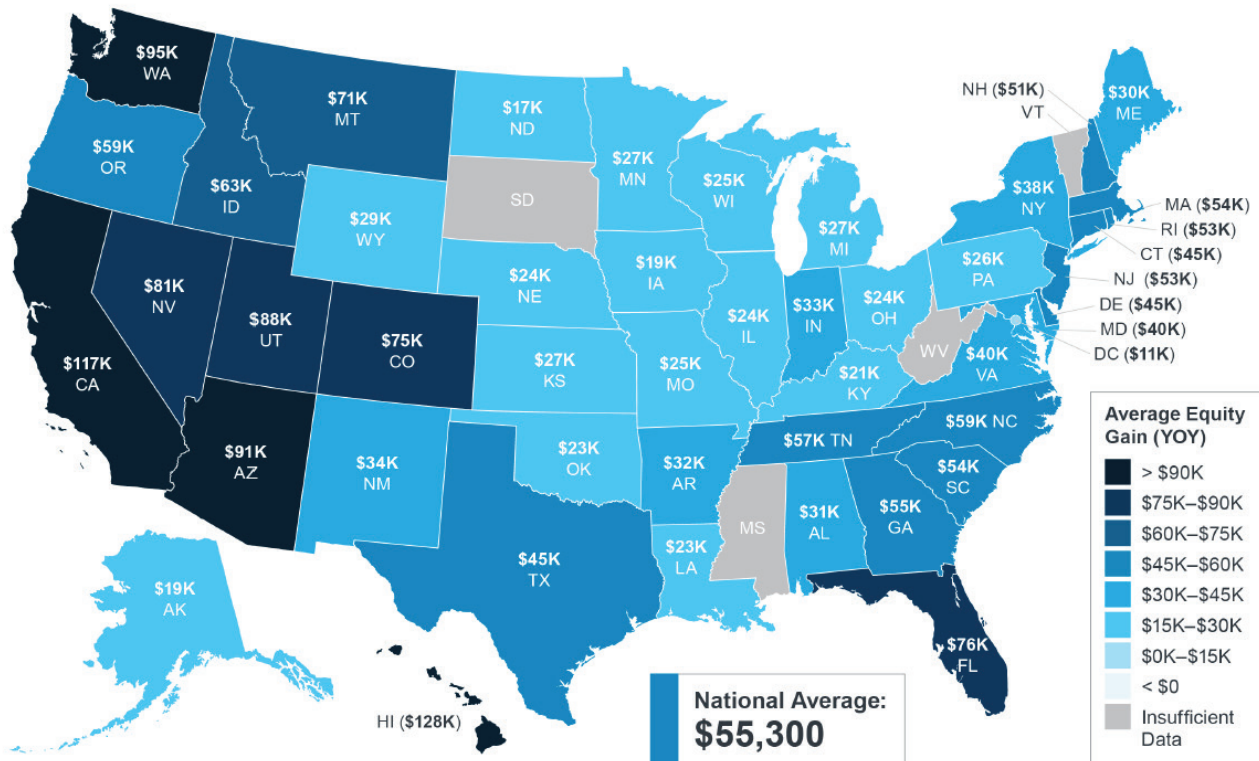 $95K
WA
$71K
MT
$17K
ND
$27K
MN
$25K
WI
$27K
MI
NH ($51K)
VT
$30K
ME
$59K
OR
$63K
ID
$29K
WY
SD
$38K
NY
MA ($54K)
RI ($53K)
CT ($45K)
NJ ($53K)
DE ($45K)
MD ($40K)
DC ($11K)
$26K
PA
$81K
NV
$88K
UT
$75K
CO
$24K
NE
$19K
IA
$24K
IL
$33K
IN
$24K
OH
WV
$40K
VA
$117K
CA
$27K
KS
$25K
MO
$21K
KY
$91K
AZ
$34K
NM
$23K
OK
$32K
AR
$57K TN
$59K NC
$54K
SC
$45K
TX
$23K
LA
MS
$31K
AL
$55K
GA
$76K
FL
$19K
AK
HI ($128K)
National Average:
$55,300
Average Equity
Gain (YOY)
> $90K
$75K–$90K
$60K–$75K
$45K–$60K
$30K–$45K
$15K–$30K
$0K–$15K
< $0
Insufficient
Data